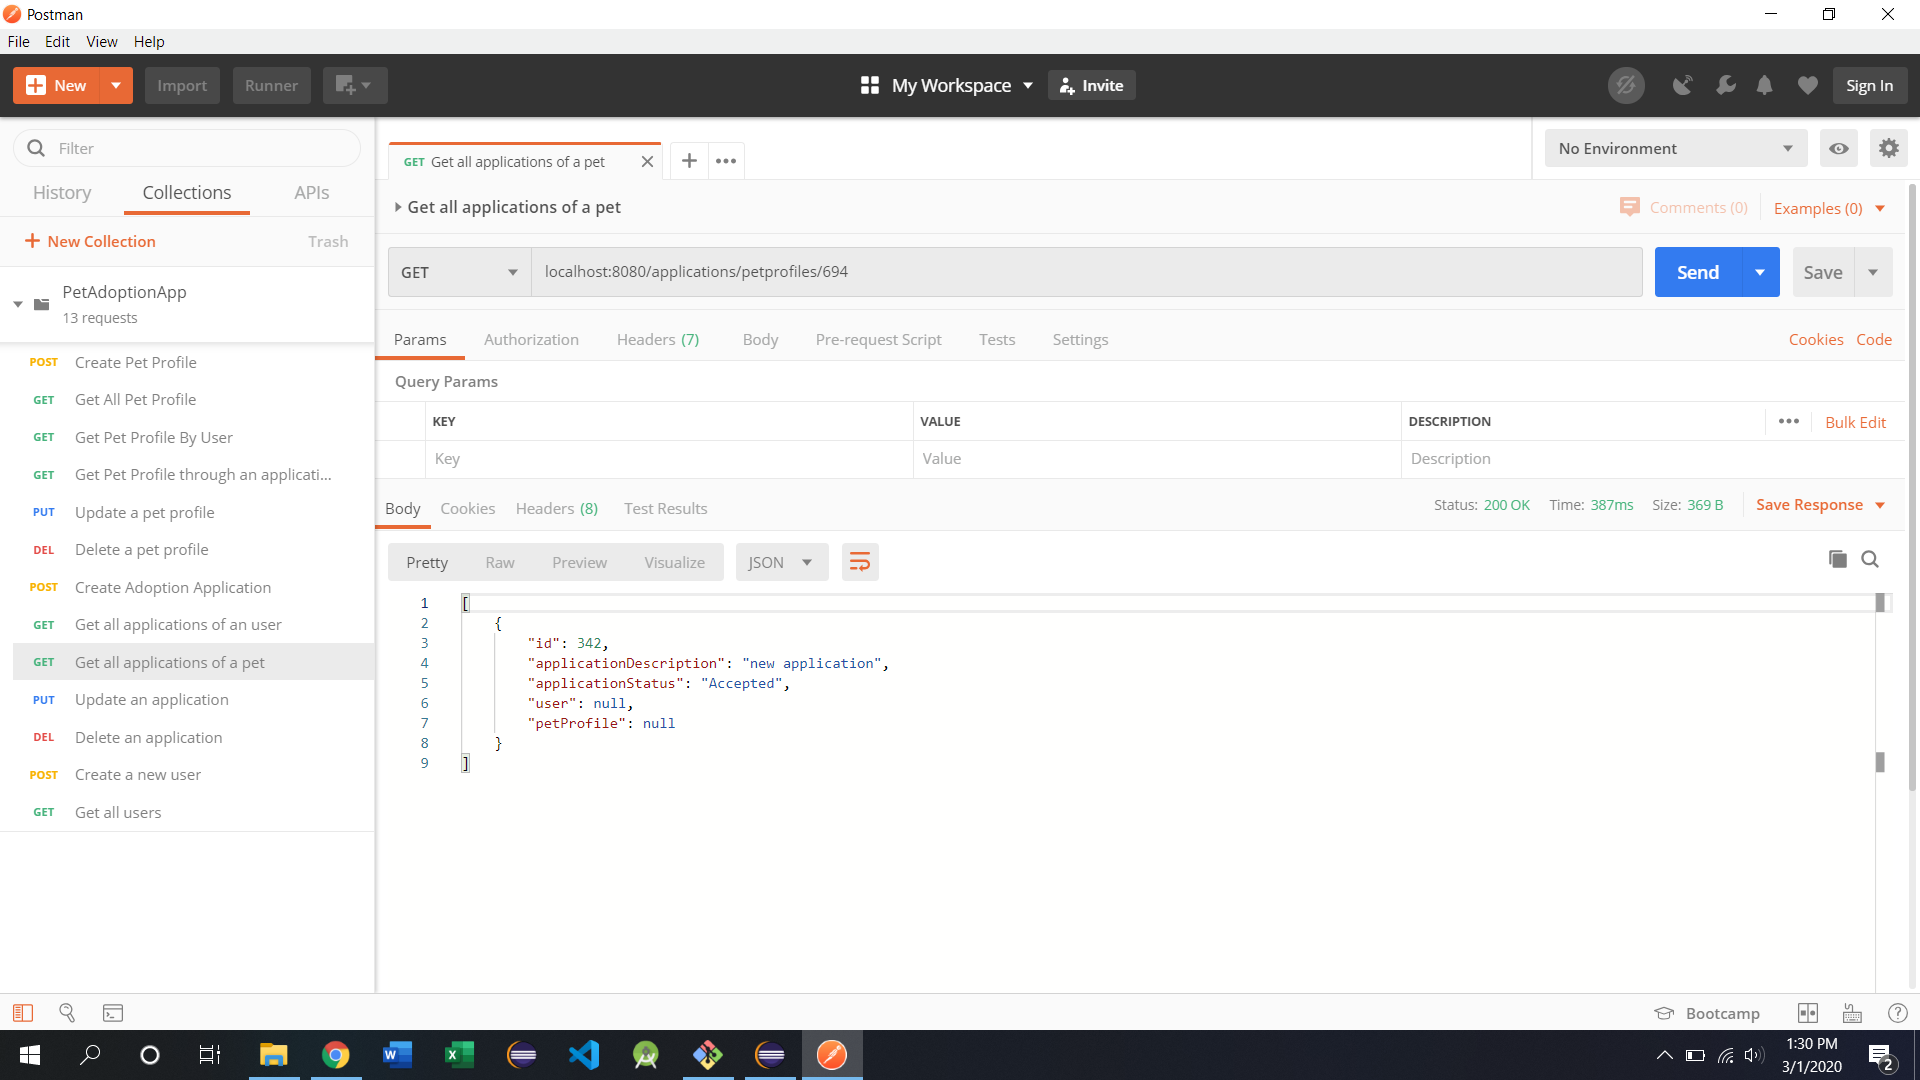 Postman
File Edit View Help
New Import Runner My Workspace Invite Sign In
Filter
History Collections APIs
New Collection Trash
PetAdoptionApp
13 requests
POST Create Pet Profile
GET Get All Pet Profile
GET Get Pet Profile By User
GET Get Pet Profile through an applicati...
PUT Update a pet profile
DEL Delete a pet profile
POST Create Adoption Application
GET Get all applications of an user
GET Get all applications of a pet
PUT Update an application
DEL Delete an application
POST Create a new user
GET Get all users
GET Get all applications of a pet
No Environment
Get all applications of a pet
Comments (0) Examples (0)
GET localhost:8080/applications/petprofiles/694 Send Save
Params Authorization Headers (7) Body Pre-request Script Tests Settings Cookies Code
Query Params
KEY VALUE DESCRIPTION Bulk Edit
Key Value Description
Body Cookies Headers (8) Test Results Status: 200 OK Time: 387ms Size: 369 B Save Response
Pretty Raw Preview Visualize JSON
1 [
2 {
3 "id": 342,
4 "applicationDescription": "new application",
5 "applicationStatus": "Accepted",
6 "user": null,
7 "petProfile": null
8 }
9 ]
Bootcamp
1:30 PM
3/1/2020
2